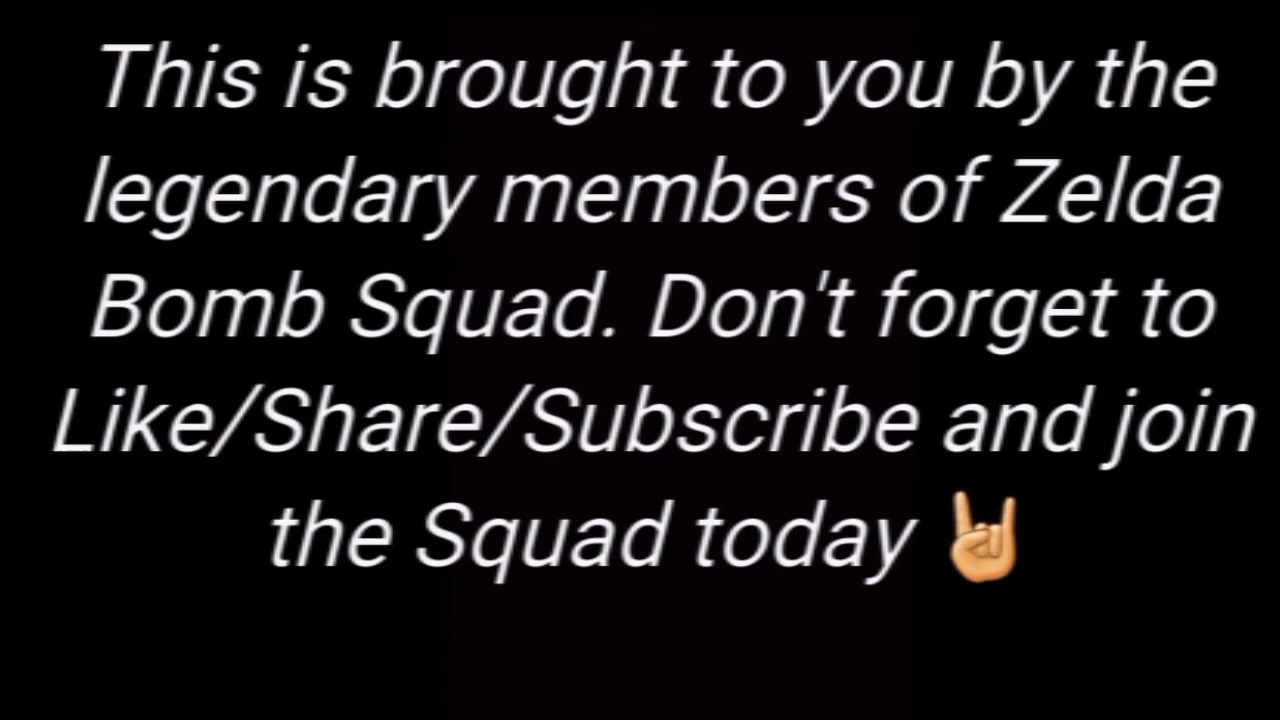 This is brought to you by the
legendary members of Zelda
Bomb Squad. Don't forget to
Like/Share/Subscribe and join
the Squad today 🤘